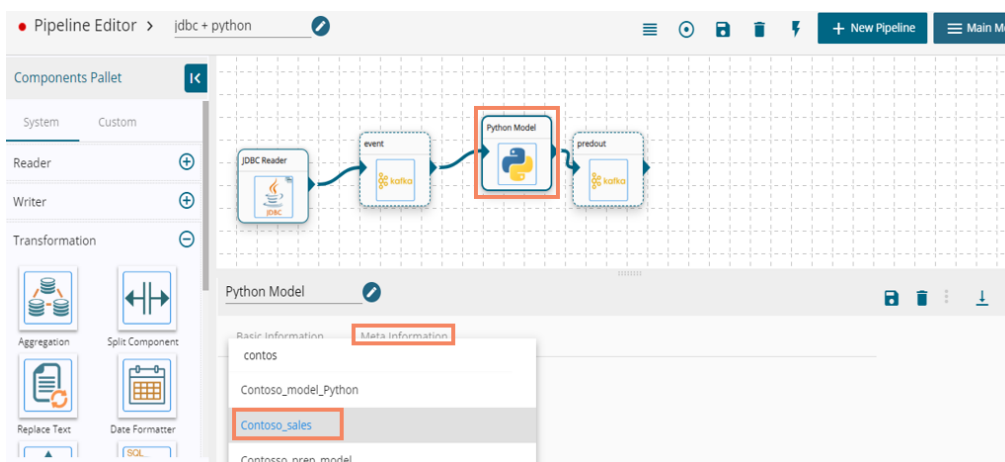 Pipeline Editor > jdbc + python
+ New Pipeline
Main M
Components Pallet
System Custom
Reader
Writer
Transformation
Aggregation Split Component
Replace Text Date Formatter
SQL
JDBC Reader
JDBC
event
kafka
Python Model
predout
kafka
Python Model
Basic Information Meta Information
contos
Contoso_model_Python
Contoso_sales
Contosso_prep_model